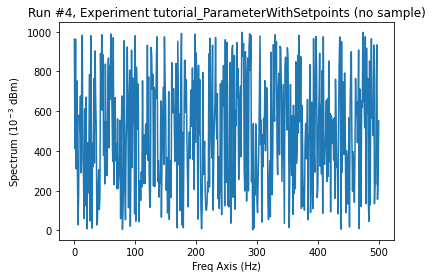 Run #4, Experiment tutorial_ParameterWithSetpoints (no sample)
1000
800
600
400
200
0
Spectrum (10⁻³ dBm)
0 100 200 300 400 500
Freq Axis (Hz)